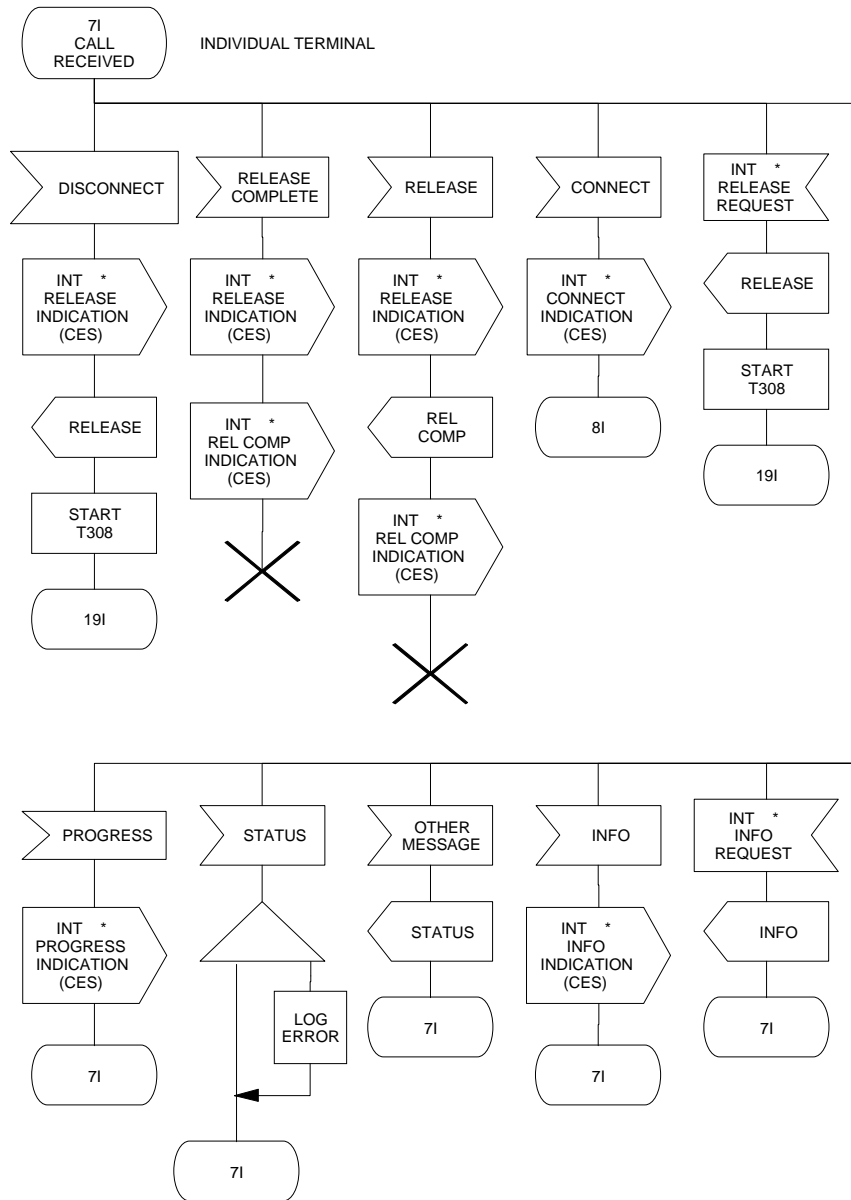 7I
CALL
RECEIVED
INDIVIDUAL TERMINAL
DISCONNECT
RELEASE
COMPLETE
RELEASE
CONNECT
INT *
RELEASE
REQUEST
INT *
RELEASE
INDICATION
(CES)
INT *
RELEASE
INDICATION
(CES)
INT *
RELEASE
INDICATION
(CES)
INT *
CONNECT
INDICATION
(CES)
RELEASE
RELEASE
INT *
REL COMP
INDICATION
(CES)
REL
COMP
8I
START
T308
START
T308
INT *
REL COMP
INDICATION
(CES)
19I
19I
PROGRESS
STATUS
OTHER
MESSAGE
INFO
INT *
INFO
REQUEST
INT *
PROGRESS
INDICATION
(CES)
STATUS
INT *
INFO
INDICATION
(CES)
INFO
LOG
ERROR
7I
7I
7I
7I
7I